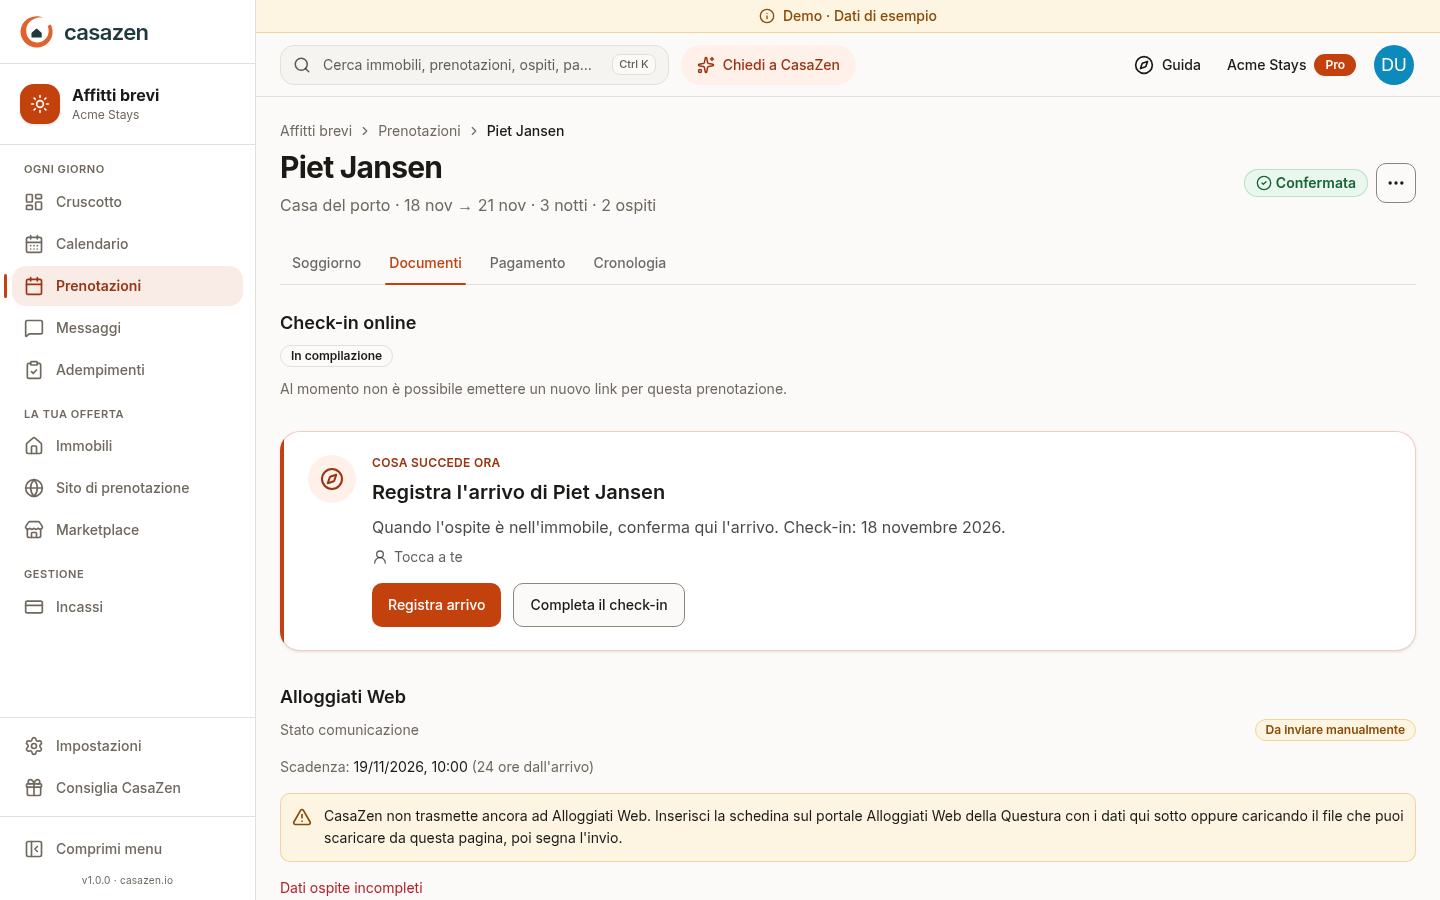 Demo · Dati di esempio
casazen
Cerca immobili, prenotazioni, ospiti, pa...
Ctrl K
Chiedi a CasaZen
Guida
Acme Stays
Pro
DU
Affitti brevi
Acme Stays
OGNI GIORNO
Cruscotto
Calendario
Prenotazioni
Messaggi
Adempimenti
LA TUA OFFERTA
Immobili
Sito di prenotazione
Marketplace
GESTIONE
Incassi
Impostazioni
Consiglia CasaZen
Comprimi menu
v1.0.0 · casazen.io
Affitti brevi > Prenotazioni > Piet Jansen
Piet Jansen
Casa del porto · 18 nov → 21 nov · 3 notti · 2 ospiti
Confermata
Soggiorno
Documenti
Pagamento
Cronologia
Check-in online
In compilazione
Al momento non è possibile emettere un nuovo link per questa prenotazione.
COSA SUCCEDE ORA
Registra l'arrivo di Piet Jansen
Quando l'ospite è nell'immobile, conferma qui l'arrivo. Check-in: 18 novembre 2026.
Tocca a te
Registra arrivo
Completa il check-in
Alloggiati Web
Stato comunicazione
Da inviare manualmente
Scadenza: 19/11/2026, 10:00 (24 ore dall'arrivo)
CasaZen non trasmette ancora ad Alloggiati Web. Inserisci la schedina sul portale Alloggiati Web della Questura con i dati qui sotto oppure caricando il file che puoi
scaricare da questa pagina, poi segna l'invio.
Dati ospite incompleti